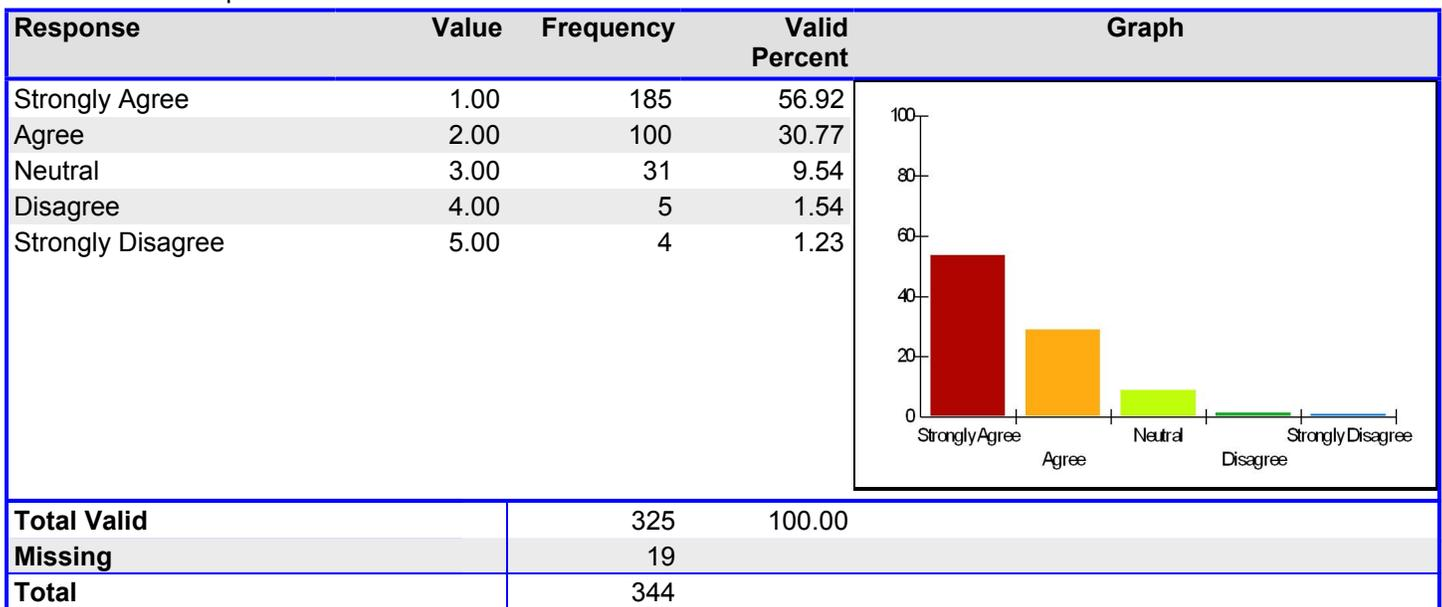 Response Value Frequency Valid Percent Graph
Strongly Agree 1.00 185 56.92
Agree 2.00 100 30.77
Neutral 3.00 31 9.54
Disagree 4.00 5 1.54
Strongly Disagree 5.00 4 1.23
100
80
60
40
20
0
Strongly Agree Neutral Strongly Disagree
Agree Disagree
Total Valid 325 100.00
Missing 19
Total 344